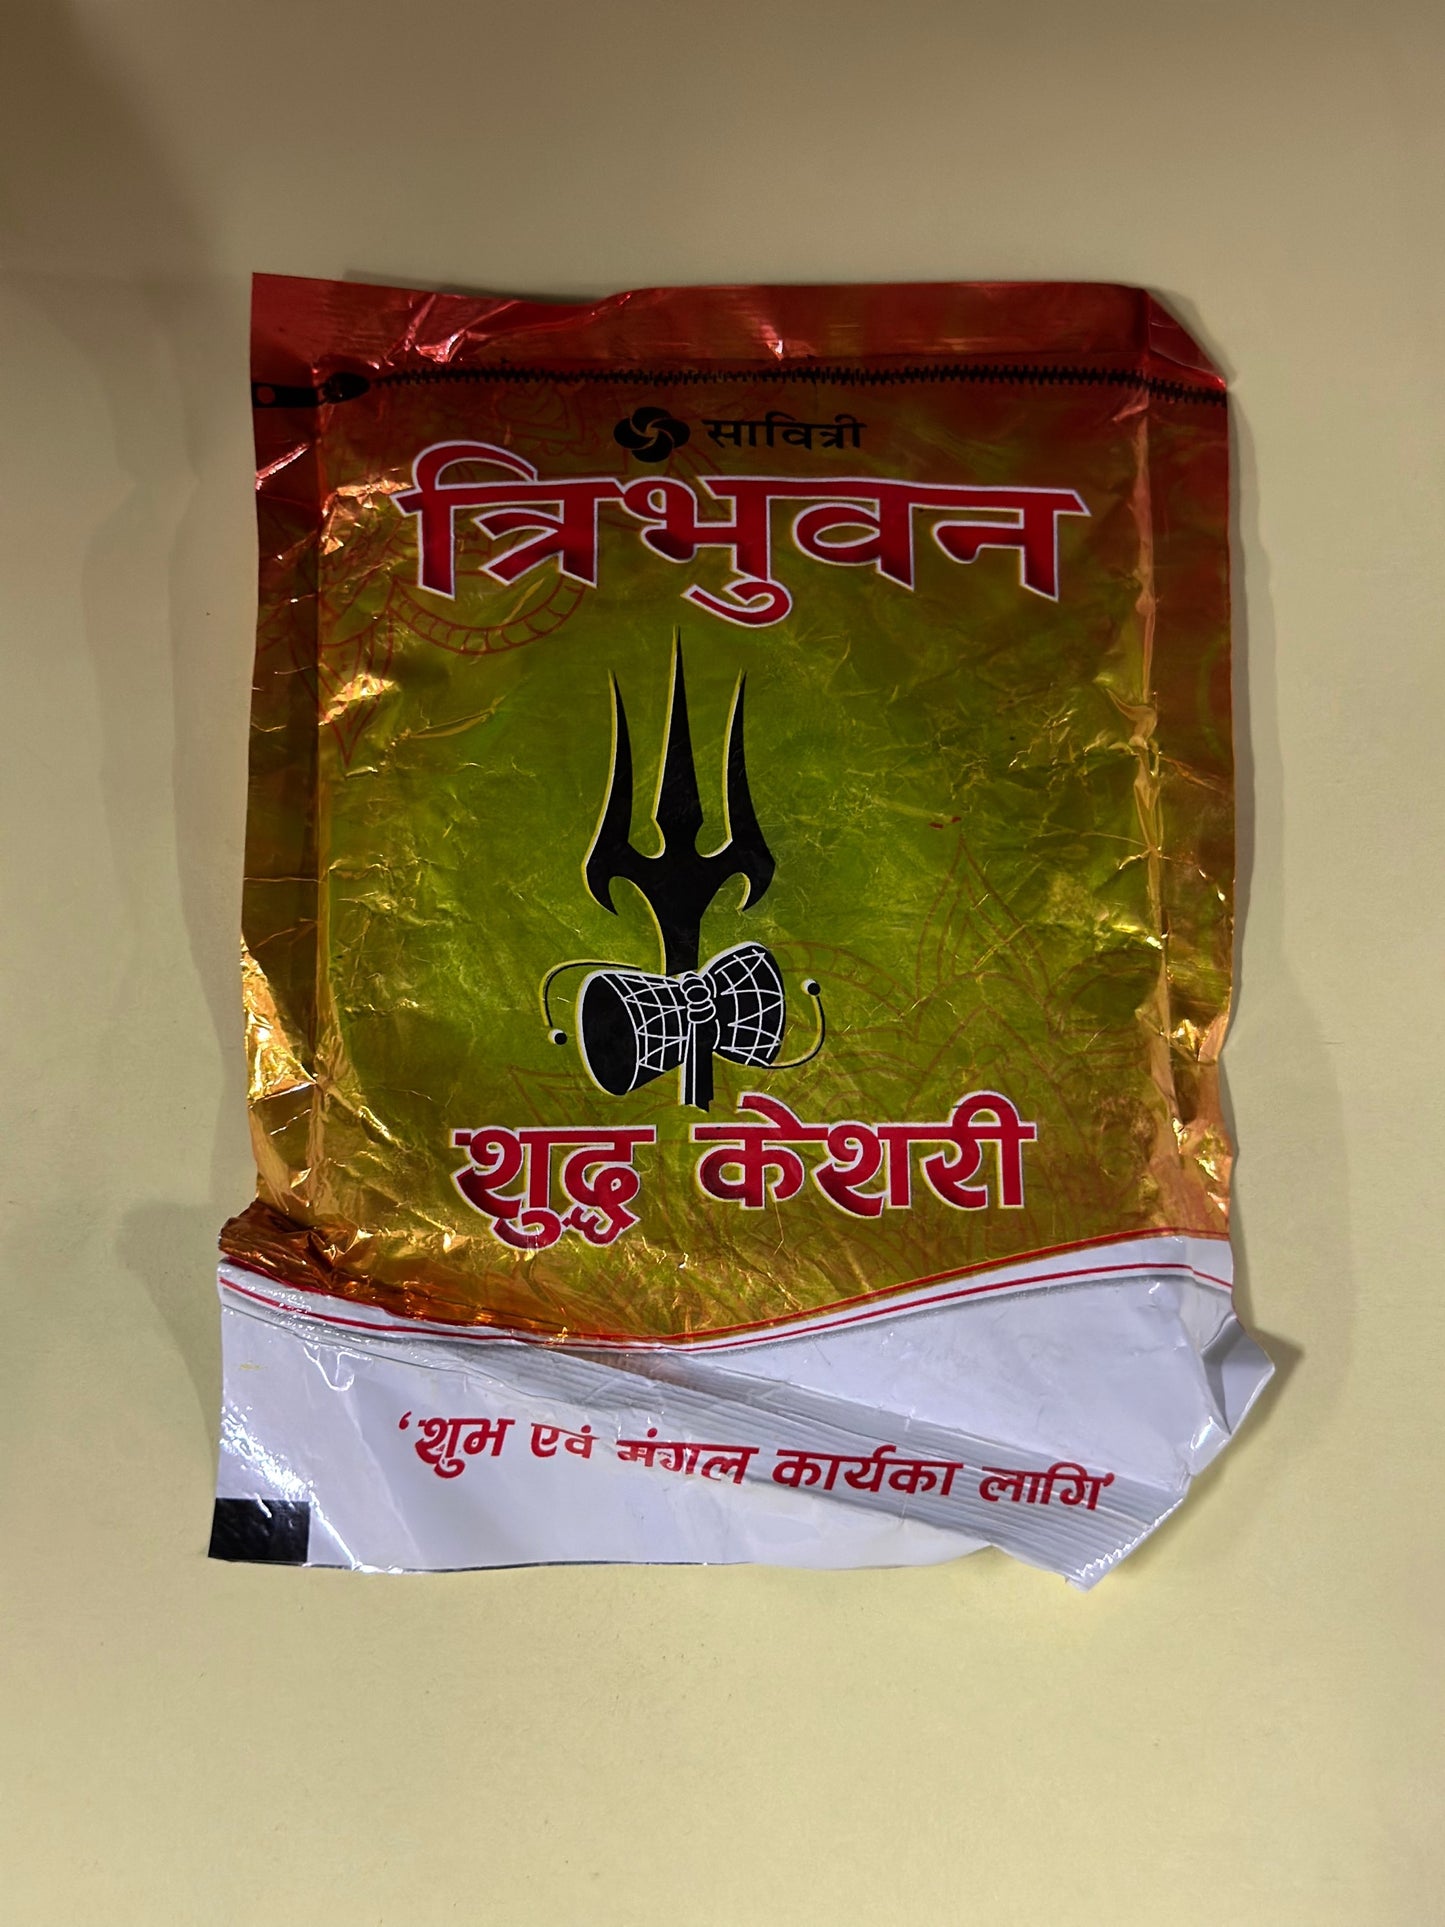 सावित्री
त्रिभुवन
शुद्ध केशरी
‘शुभ एवं मंगल कार्यका लागि’